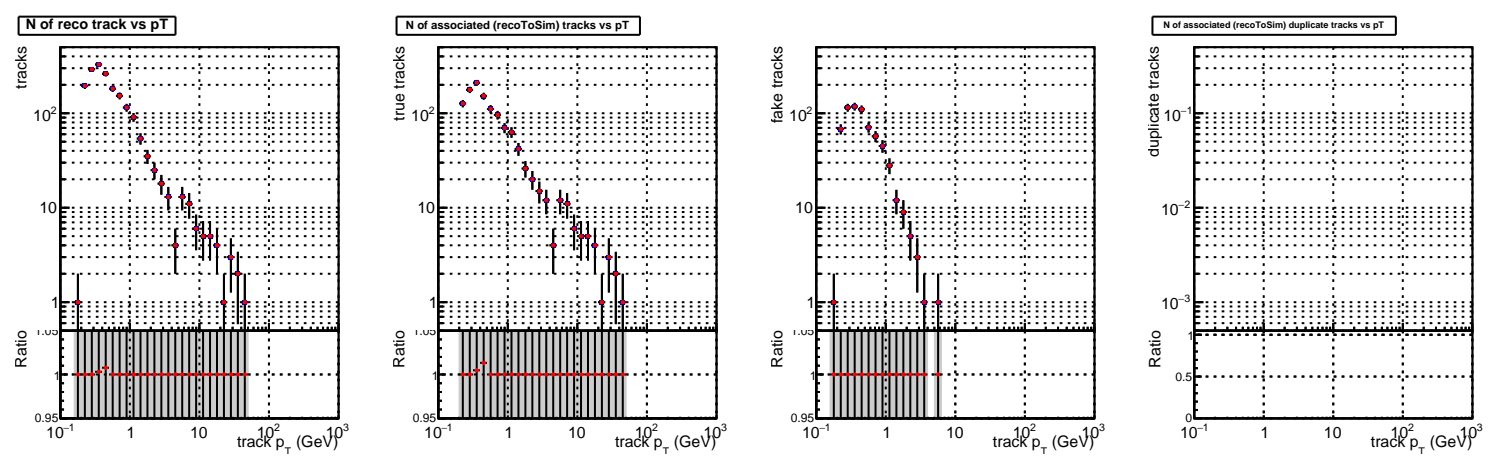 N of reco track vs pT
tracks
10²
10
1
Ratio
1.05
1
0.95
10⁻¹ 1 10 10² 10³
track p_T (GeV)
N of associated (recoToSim) tracks vs pT
true tracks
10²
10
1
Ratio
1.05
1
0.95
10⁻¹ 1 10 10² 10³
track p_T (GeV)
fake tracks
10²
10
1
Ratio
1.05
1
0.95
10⁻¹ 1 10 10² 10³
track p_T (GeV)
N of associated (recoToSim) duplicate tracks vs pT
duplicate tracks
10⁻¹
10⁻²
10⁻³
Ratio
1
0.5
0
10⁻¹ 1 10 10² 10³
track p_T (GeV)